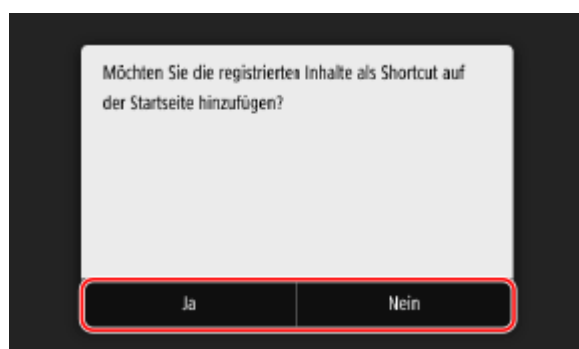 Möchten Sie die registrierten Inhalte als Shortcut auf
der Startseite hinzufügen?
Ja Nein